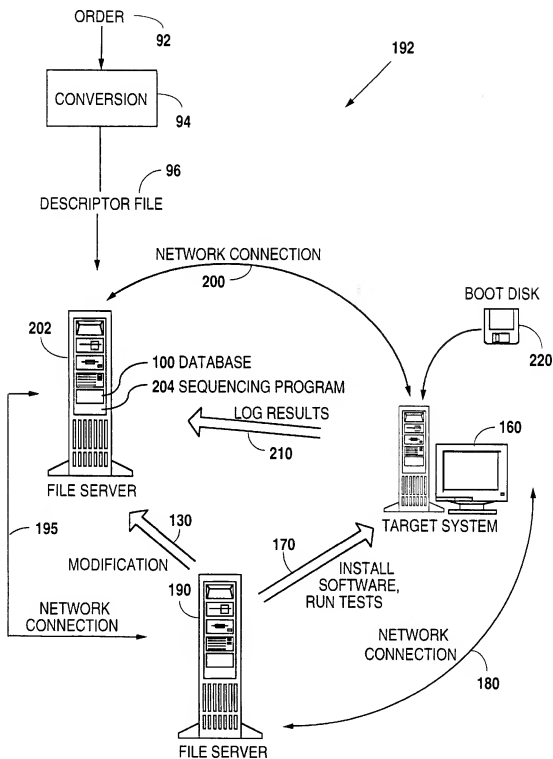 ORDER
92
192
CONVERSION
94
96
DESCRIPTOR FILE
NETWORK CONNECTION
200
BOOT DISK
220
202
100 DATABASE
204 SEQUENCING PROGRAM
LOG RESULTS
210
160
FILE SERVER
TARGET SYSTEM
195
130
MODIFICATION
170
INSTALL
SOFTWARE,
RUN TESTS
190
NETWORK
CONNECTION
NETWORK
CONNECTION
180
FILE SERVER